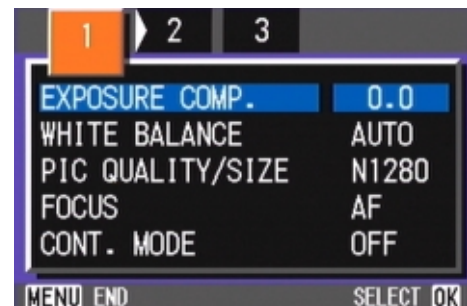 1 2 3
EXPOSURE COMP. 0.0
WHITE BALANCE AUTO
PIC QUALITY/SIZE N1280
FOCUS AF
CONT. MODE OFF
MENU END SELECT OK